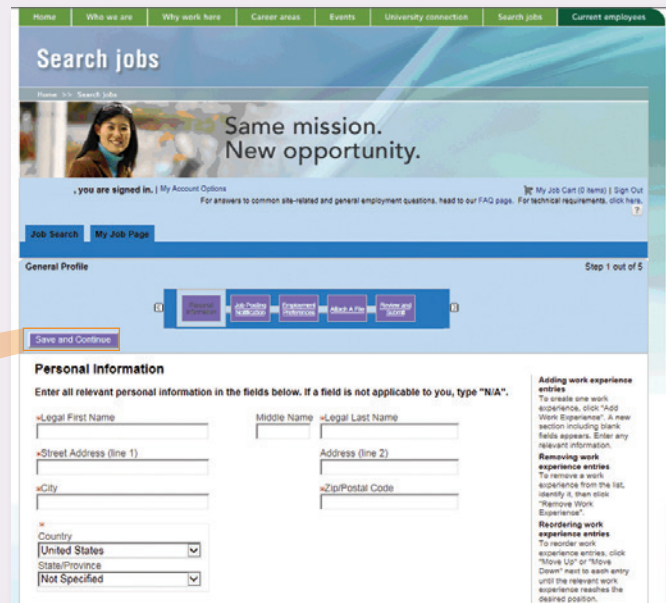 Home Who we are Why work here Career areas Events University connection Search jobs Current employees
Search jobs
Home >> Search jobs
Same mission.
New opportunity.
, you are signed in. | My Account Options
My Job Cart (0 items) | Sign Out
For answers to common site-related and general employment questions, head to our FAQ page. For technical requirements, click here.
?
Job Search My Job Page
General Profile Step 1 out of 5
Personal Information
Job Posting Notification
Employment Preferences
Attach A File
Review and Submit
Save and Continue
Personal Information
Enter all relevant personal information in the fields below. If a field is not applicable to you, type "N/A".
*Legal First Name Middle Name *Legal Last Name
*Street Address (line 1) Address (line 2)
*City *Zip/Postal Code
*
Country
United States
State/Province
Not Specified
Adding work experience
entries
To create one work
experience, click "Add
Work Experience". A new
section including blank
fields appears. Enter any
relevant information.
Removing work
experience entries
To remove a work
experience from the list,
identify it, then click
"Remove Work
Experience".
Reordering work
experience entries
To reorder work
experience entries, click
"Move Up" or "Move
Down" next to each entry
until the relevant work
experience reaches the
desired position.